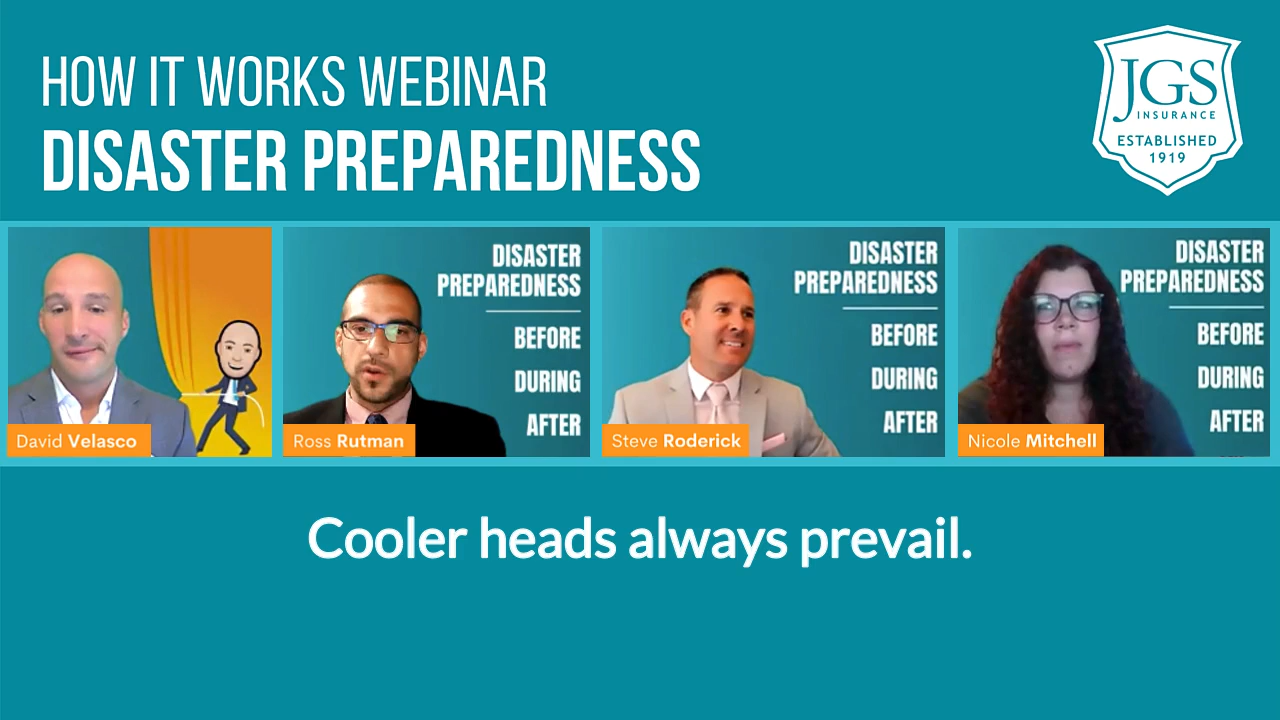 HOW IT WORKS WEBINAR
DISASTER PREPAREDNESS
JGS
INSURANCE
ESTABLISHED
1919
David Velasco
DISASTER
PREPAREDNESS
BEFORE
DURING
AFTER
Ross Rutman
DISASTER
PREPAREDNESS
BEFORE
DURING
AFTER
Steve Roderick
DISASTER
PREPAREDNESS
BEFORE
DURING
AFTER
Nicole Mitchell
Cooler heads always prevail.